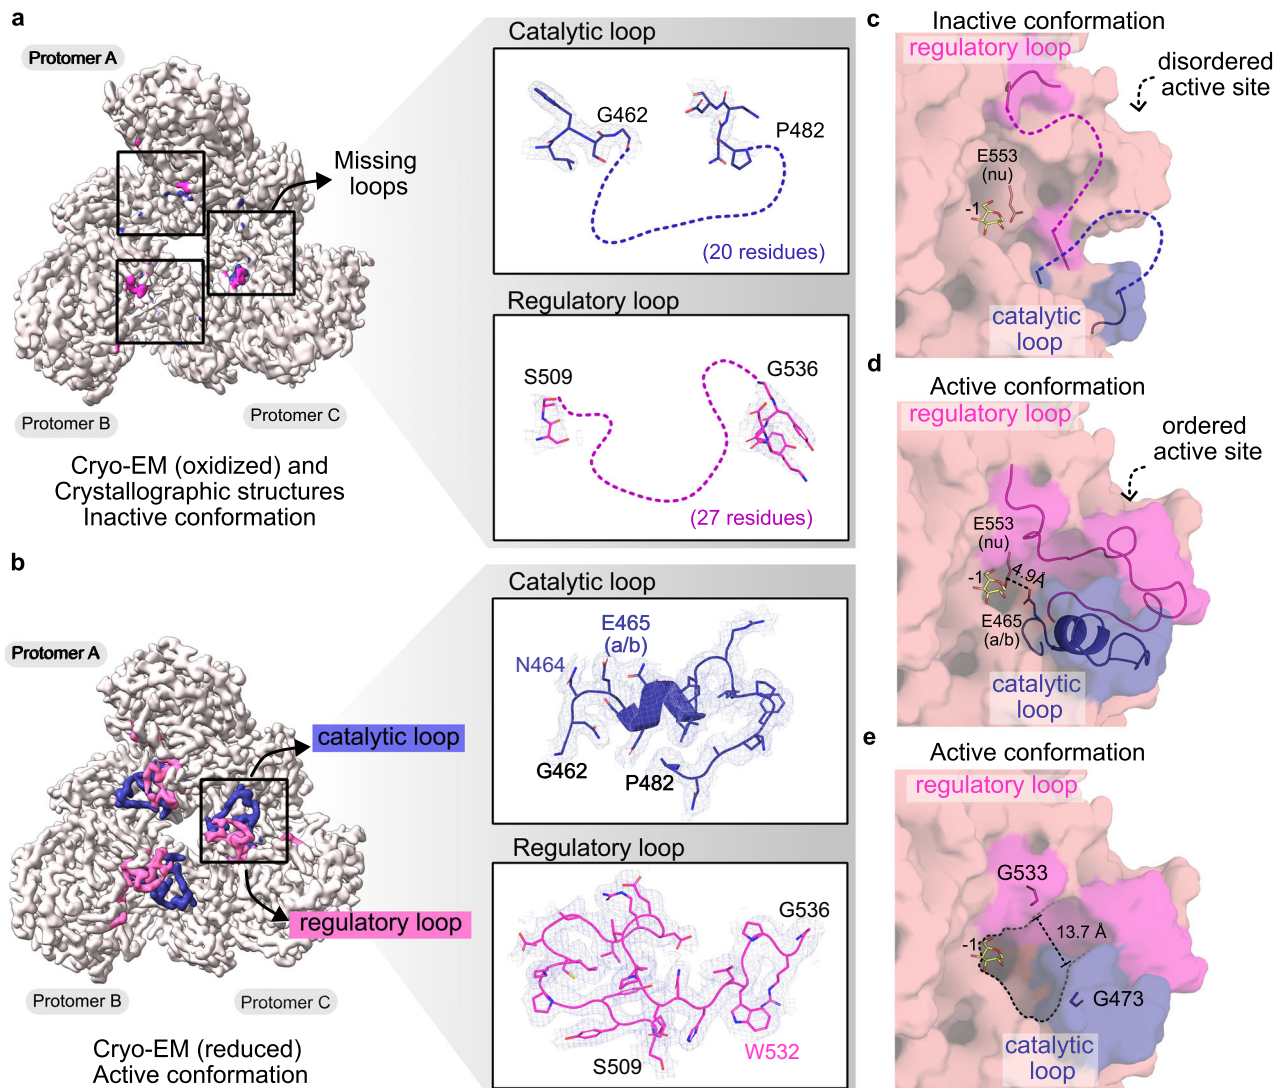 a
Protomer A
Missing
loops
Protomer B
Protomer C
Cryo-EM (oxidized) and
Crystallographic structures
Inactive conformation
Catalytic loop
G462
P482
(20 residues)
Regulatory loop
S509
G536
(27 residues)
b
Protomer A
catalytic loop
regulatory loop
Protomer B
Protomer C
Cryo-EM (reduced)
Active conformation
Catalytic loop
E465
(a/b)
N464
G462
P482
Regulatory loop
G536
S509
W532
c
Inactive conformation
regulatory loop
disordered
active site
E553
(nu)
-1
catalytic
loop
d
Active conformation
regulatory loop
ordered
active site
E553
(nu)
-1
4.9Å
E465
(a/b)
catalytic
loop
e
Active conformation
regulatory loop
G533
13.7 Å
-1
G473
catalytic
loop